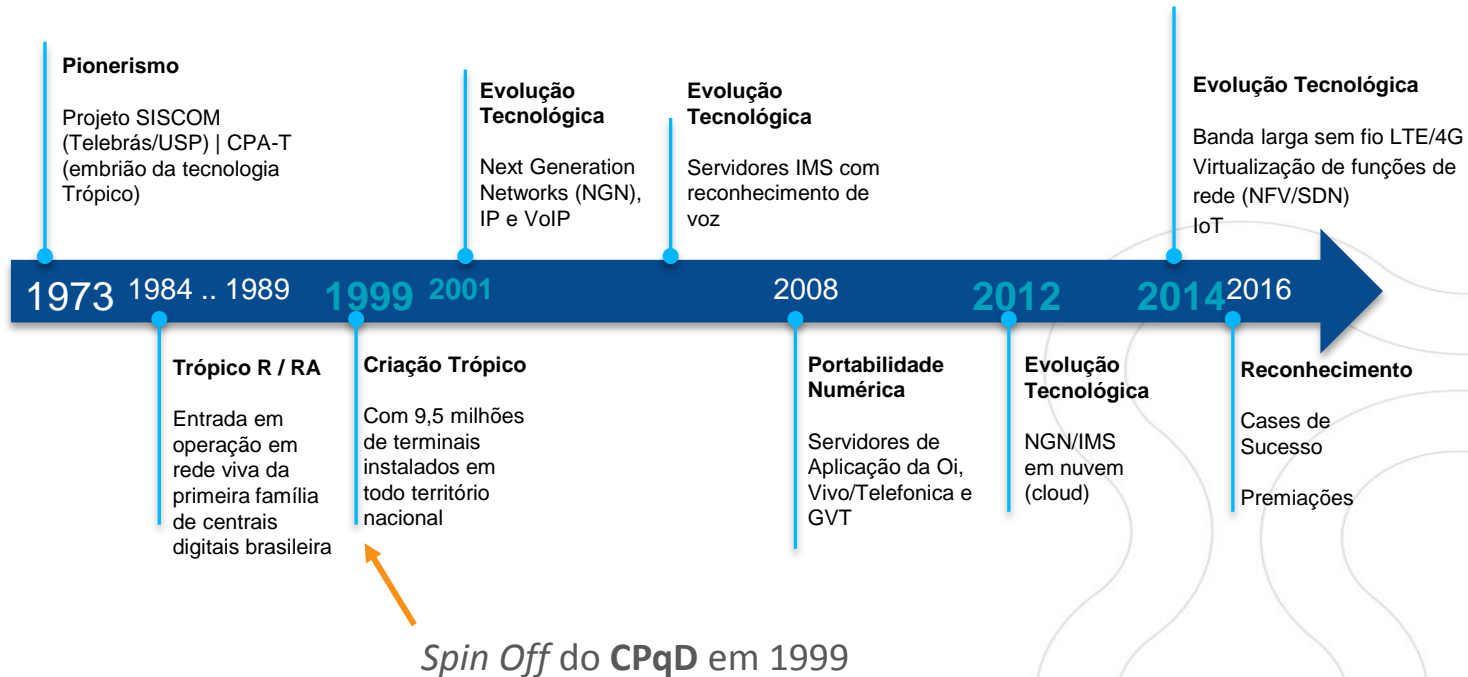 Pionerismo
Projeto SISCOM
(Telebrás/USP) | CPA-T
(embrião da tecnologia
Trópico)
Evolução
Tecnológica
Next Generation
Networks (NGN),
IP e VoIP
Evolução
Tecnológica
Servidores IMS com
reconhecimento de
voz
Evolução Tecnológica
Banda larga sem fio LTE/4G
Virtualização de funções de
rede (NFV/SDN)
IoT
1973 1984 .. 1989 1999 2001 2008 2012 2014 2016
Trópico R / RA
Entrada em
operação em
rede viva da
primeira família
de centrais
digitais brasileira
Criação Trópico
Com 9,5 milhões
de terminais
instalados em
todo território
nacional
Portabilidade
Numérica
Servidores de
Aplicação da Oi,
Vivo/Telefonica e
GVT
Evolução
Tecnológica
NGN/IMS
em nuvem
(cloud)
Reconhecimento
Cases de
Sucesso
Premiações
Spin Off do CPqD em 1999